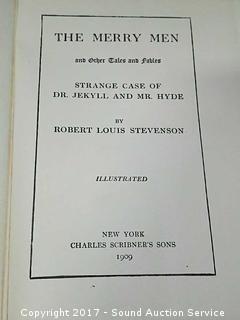 THE MERRY MEN
and Other Tales and Fables
STRANGE CASE OF
DR. JEKYLL AND MR. HYDE
BY
ROBERT LOUIS STEVENSON
ILLUSTRATED
NEW YORK
CHARLES SCRIBNER'S SONS
1909
Copyright 2017 - Sound Auction Service